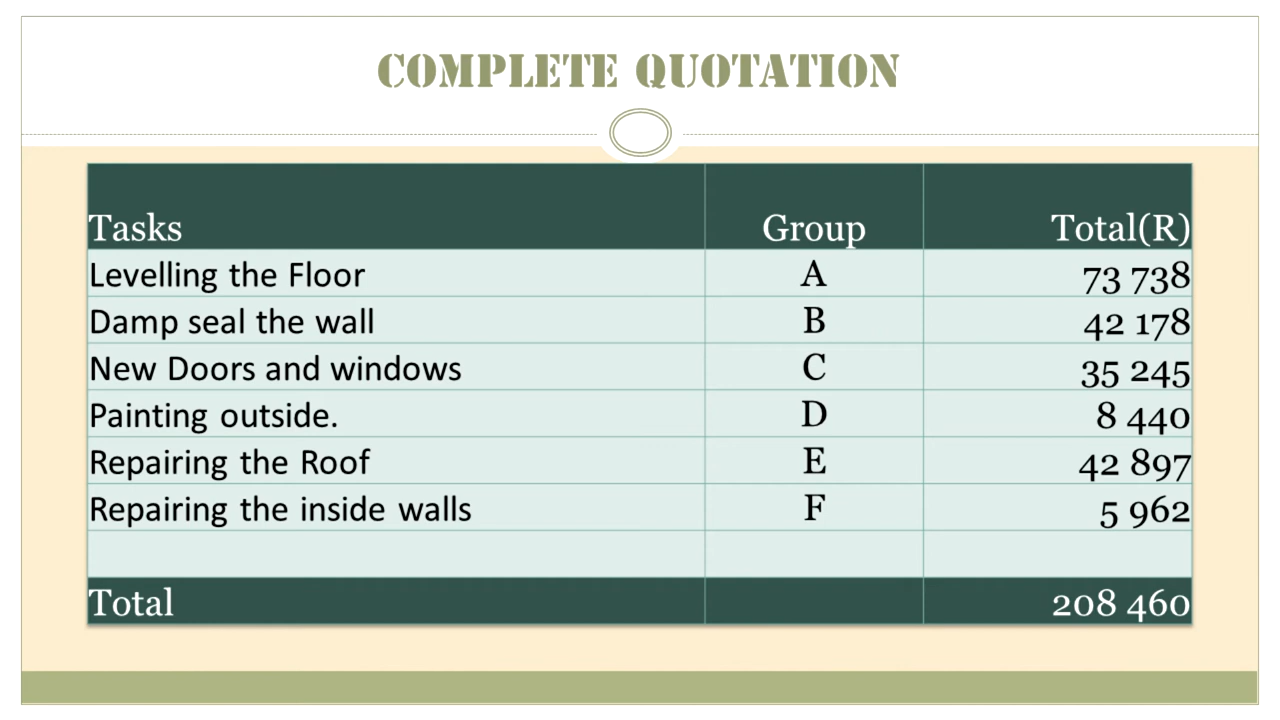 COMPLETE QUOTATION
Tasks Group Total(R)
Levelling the Floor A 73 738
Damp seal the wall B 42 178
New Doors and windows C 35 245
Painting outside. D 8 440
Repairing the Roof E 42 897
Repairing the inside walls F 5 962
Total 208 460